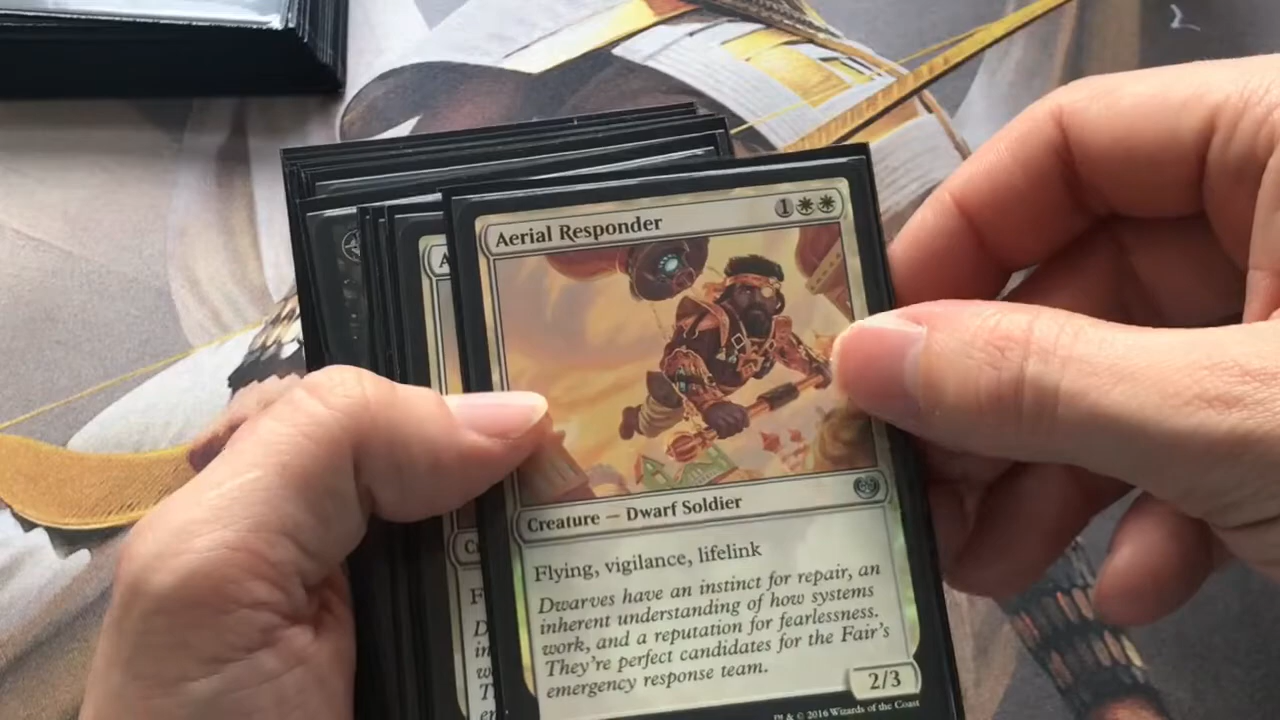 Aerial Responder 1
Creature — Dwarf Soldier
Flying, vigilance, lifelink
Dwarves have an instinct for repair, an
inherent understanding of how systems
work, and a reputation for fearlessness.
They're perfect candidates for the Fair's
emergency response team.
2/3
™ & © 2016 Wizards of the Coast